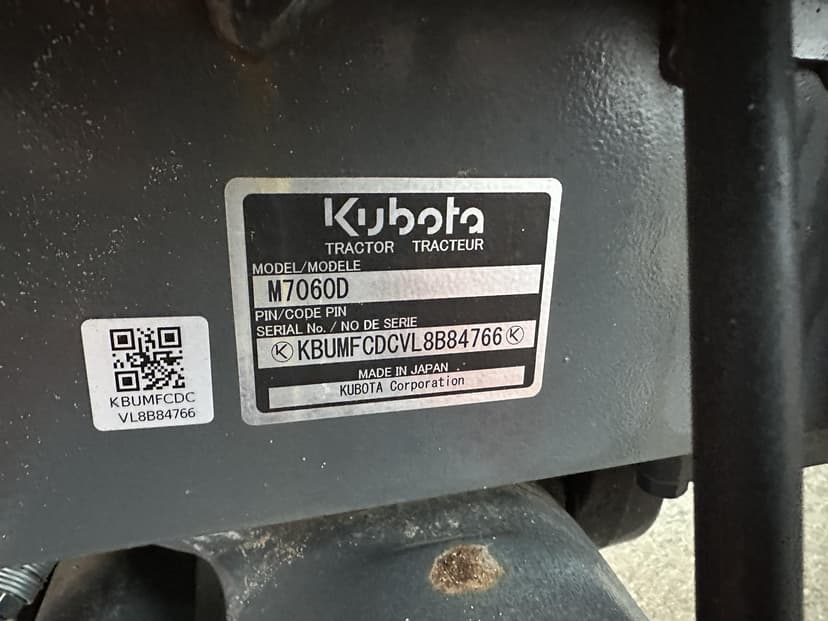 Kubota
TRACTOR TRACTEUR
MODEL/MODELE
M7060D
PIN/CODE PIN
SERIAL No. / NO DE SERIE
Ⓚ KBUMFCDCVL8B84766 Ⓚ
MADE IN JAPAN
KUBOTA Corporation
KBUMFCDC
VL8B84766